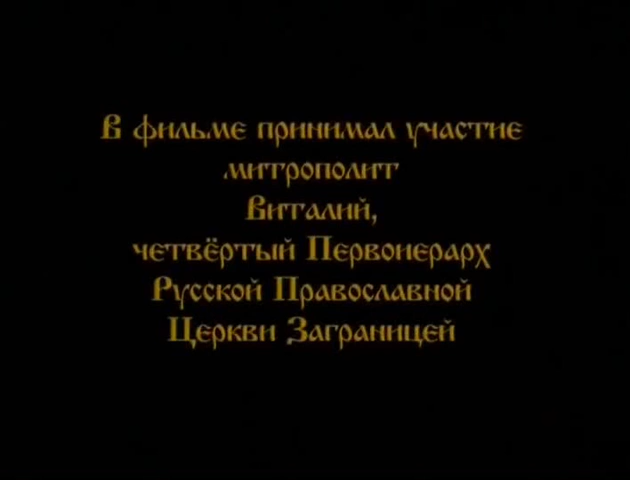 В фильме принимал участие
митрополит
Виталий,
четвёртый Первоиерарх
Русской Православной
Церкви Заграницей